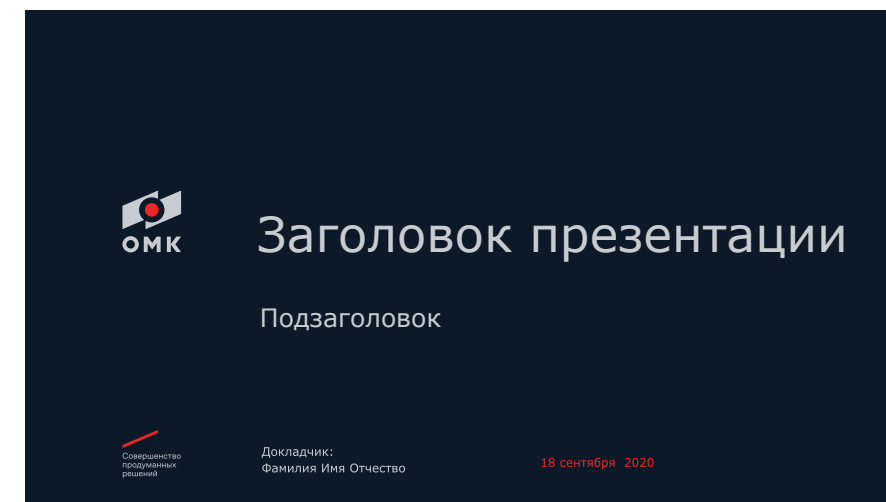 ОМК
Заголовок презентации
Подзаголовок
Совершенство
продуманных
решений
Докладчик:
Фамилия Имя Отчество
18 сентября 2020